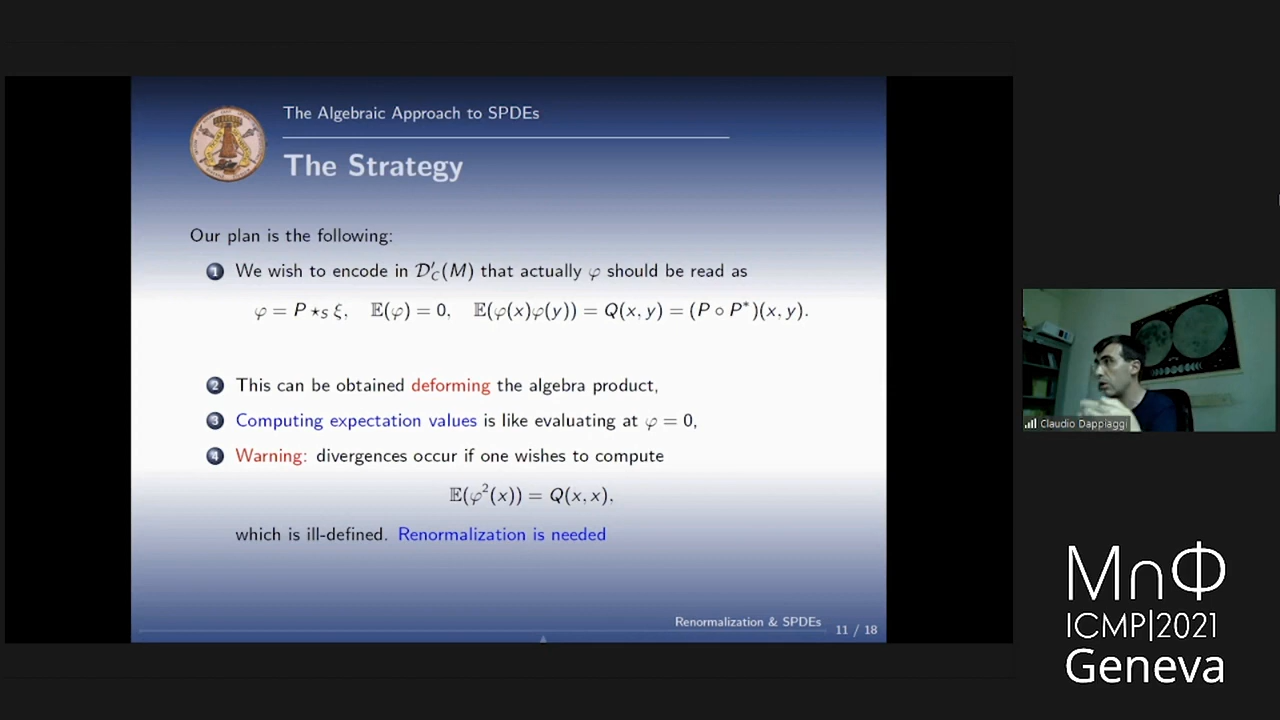 The Algebraic Approach to SPDEs
The Strategy
Our plan is the following:
1 We wish to encode in 𝒟′_C(M) that actually φ should be read as
φ = P ⋆_S ξ, 𝔼(φ) = 0, 𝔼(φ(x)φ(y)) = Q(x, y) = (P ∘ P*)(x, y).
2 This can be obtained deforming the algebra product,
3 Computing expectation values is like evaluating at φ = 0,
4 Warning: divergences occur if one wishes to compute
𝔼(φ²(x)) = Q(x, x),
which is ill-defined. Renormalization is needed
Renormalization & SPDEs
11 / 18
Claudio Dappiaggi
M∩Φ
ICMP|2021
Geneva